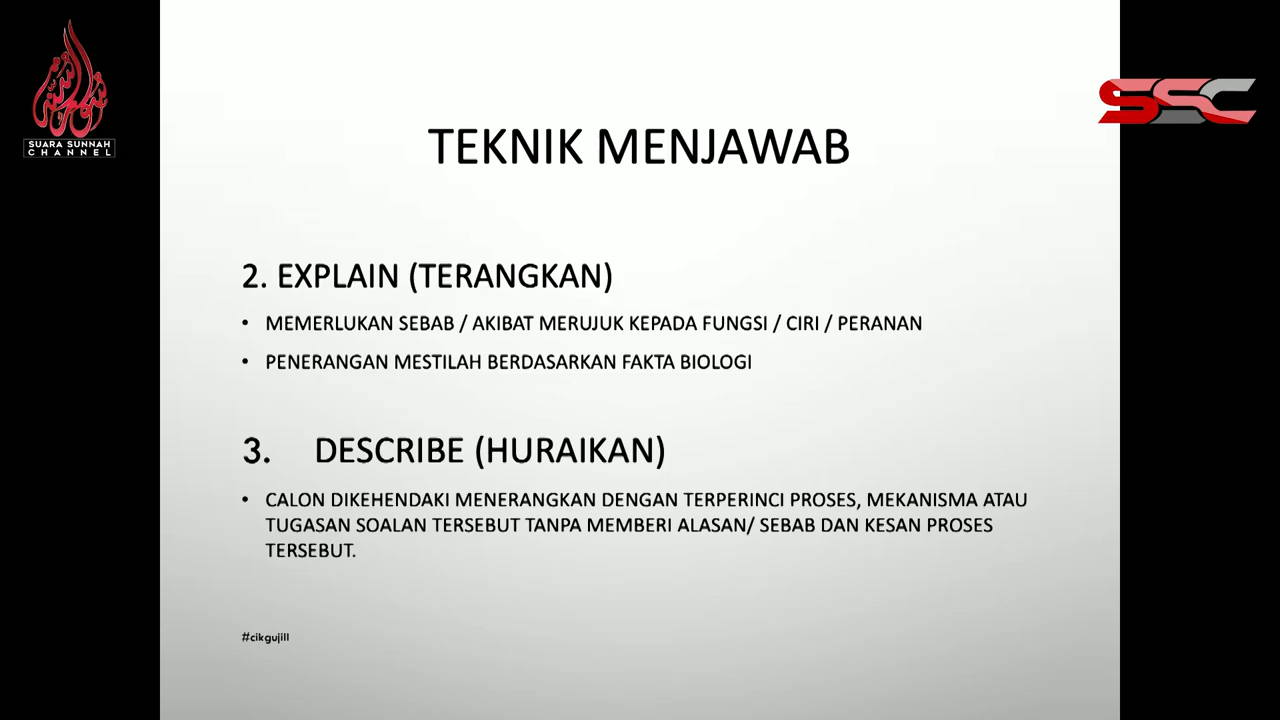 SUARA SUNNAH
CHANNEL
SSC
TEKNIK MENJAWAB
2. EXPLAIN (TERANGKAN)
• MEMERLUKAN SEBAB / AKIBAT MERUJUK KEPADA FUNGSI / CIRI / PERANAN
• PENERANGAN MESTILAH BERDASARKAN FAKTA BIOLOGI
3. DESCRIBE (HURAIKAN)
• CALON DIKEHENDAKI MENERANGKAN DENGAN TERPERINCI PROSES, MEKANISMA ATAU
TUGASAN SOALAN TERSEBUT TANPA MEMBERI ALASAN/ SEBAB DAN KESAN PROSES
TERSEBUT.
#cikgujill